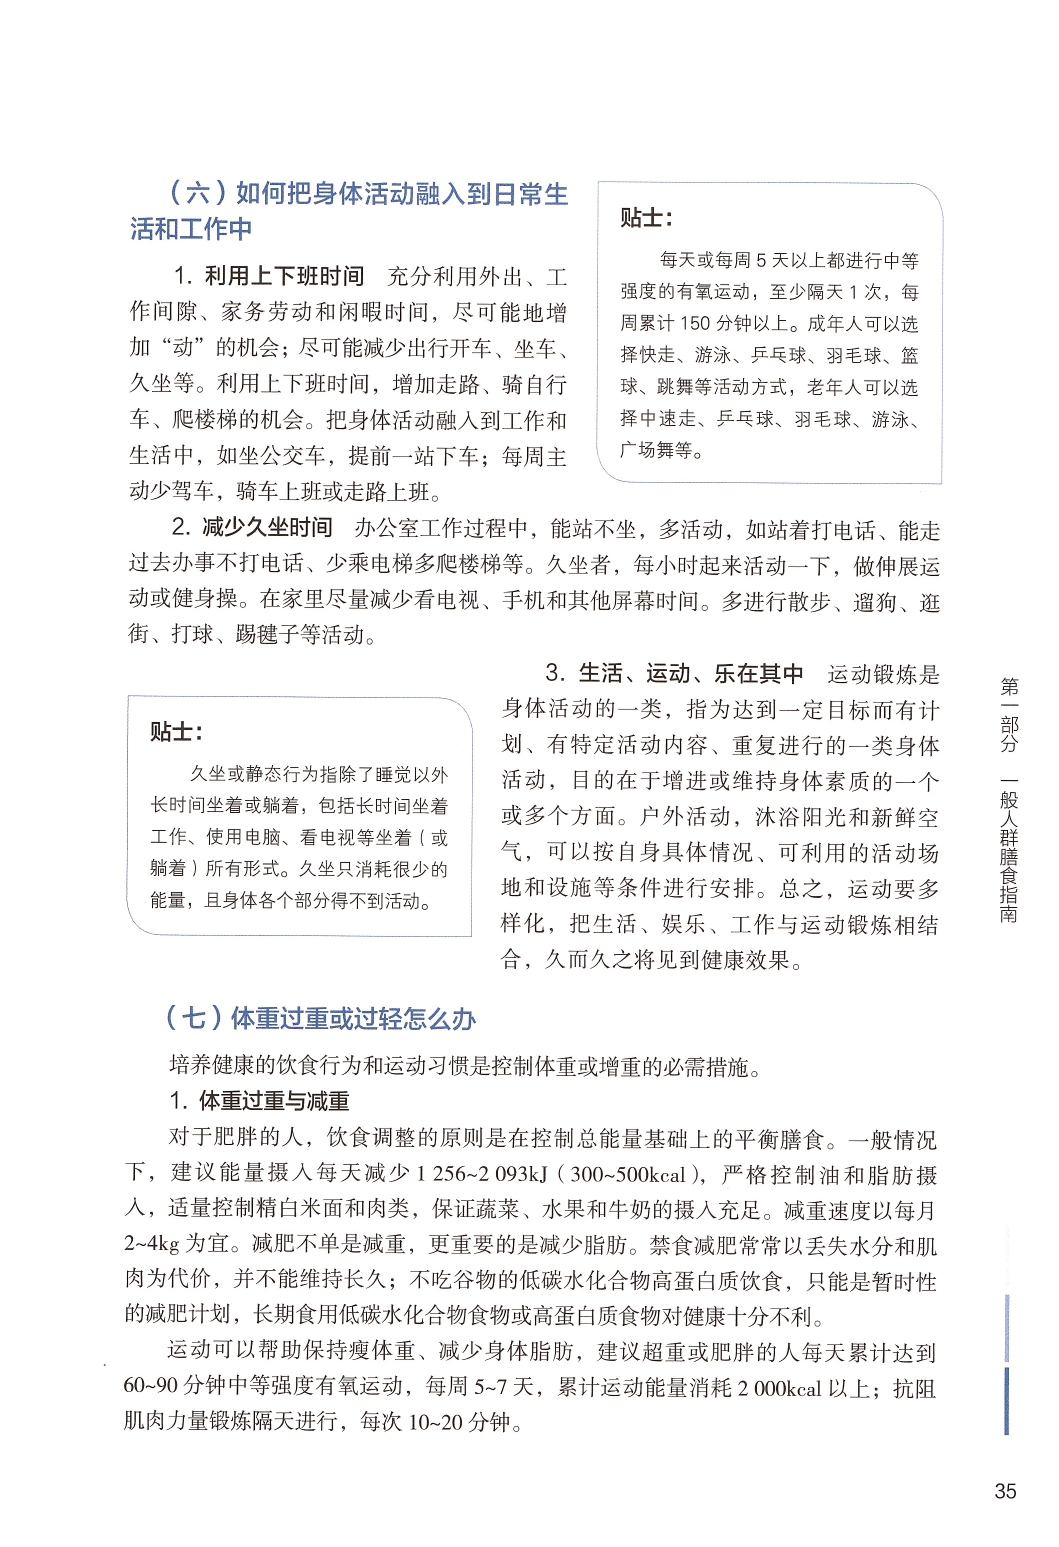 （六）如何把身体活动融入到日常生
活和工作中
1. 利用上下班时间　充分利用外出、工
作间隙、家务劳动和闲暇时间，尽可能地增
加“动”的机会；尽可能减少出行开车、坐车、
久坐等。利用上下班时间，增加走路、骑自行
车、爬楼梯的机会。把身体活动融入到工作和
生活中，如坐公交车，提前一站下车；每周主
动少驾车，骑车上班或走路上班。
贴士：
每天或每周 5 天以上都进行中等
强度的有氧运动，至少隔天 1 次，每
周累计 150 分钟以上。成年人可以选
择快走、游泳、乒乓球、羽毛球、篮
球、跳舞等活动方式，老年人可以选
择中速走、乒乓球、羽毛球、游泳、
广场舞等。
2. 减少久坐时间　办公室工作过程中，能站不坐，多活动，如站着打电话、能走
过去办事不打电话、少乘电梯多爬楼梯等。久坐者，每小时起来活动一下，做伸展运
动或健身操。在家里尽量减少看电视、手机和其他屏幕时间。多进行散步、遛狗、逛
街、打球、踢毽子等活动。
贴士：
久坐或静态行为指除了睡觉以外
长时间坐着或躺着，包括长时间坐着
工作、使用电脑、看电视等坐着（或
躺着）所有形式。久坐只消耗很少的
能量，且身体各个部分得不到活动。
3. 生活、运动、乐在其中　运动锻炼是
身体活动的一类，指为达到一定目标而有计
划、有特定活动内容、重复进行的一类身体
活动，目的在于增进或维持身体素质的一个
或多个方面。户外活动，沐浴阳光和新鲜空
气，可以按自身具体情况、可利用的活动场
地和设施等条件进行安排。总之，运动要多
样化，把生活、娱乐、工作与运动锻炼相结
合，久而久之将见到健康效果。
（七）体重过重或过轻怎么办
培养健康的饮食行为和运动习惯是控制体重或增重的必需措施。
1. 体重过重与减重
对于肥胖的人，饮食调整的原则是在控制总能量基础上的平衡膳食。一般情况
下，建议能量摄入每天减少 1 256~2 093kJ（300~500kcal），严格控制油和脂肪摄
入，适量控制精白米面和肉类，保证蔬菜、水果和牛奶的摄入充足。减重速度以每月
2~4kg 为宜。减肥不单是减重，更重要的是减少脂肪。禁食减肥常常以丢失水分和肌
肉为代价，并不能维持长久；不吃谷物的低碳水化合物高蛋白质饮食，只能是暂时性
的减肥计划，长期食用低碳水化合物食物或高蛋白质食物对健康十分不利。
运动可以帮助保持瘦体重、减少身体脂肪，建议超重或肥胖的人每天累计达到
60~90 分钟中等强度有氧运动，每周 5~7 天，累计运动能量消耗 2 000kcal 以上；抗阻
肌肉力量锻炼隔天进行，每次 10~20 分钟。
第一部分　一般人群膳食指南
35